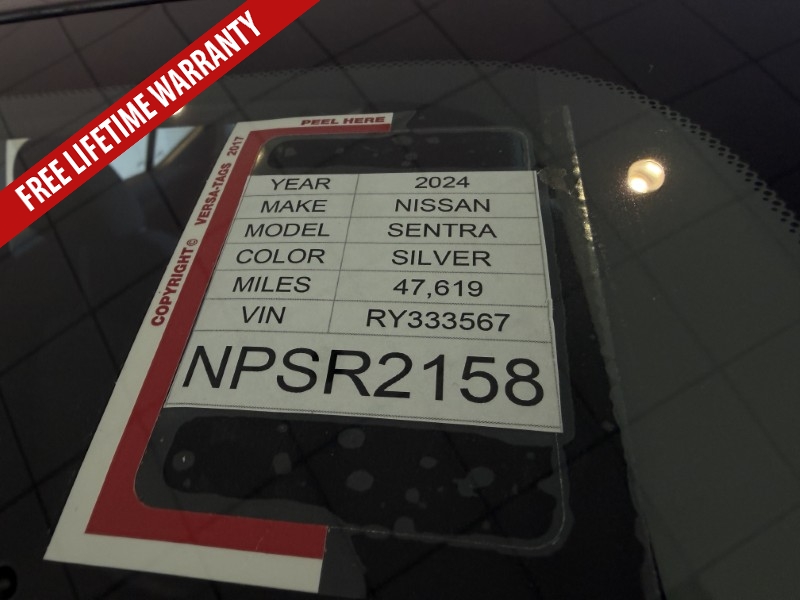 FREE LIFETIME WARRANTY
PEEL HERE
COPYRIGHT© VERSA-TAGS 2017
YEAR 2024
MAKE NISSAN
MODEL SENTRA
COLOR SILVER
MILES 47,619
VIN RY333567
NPSR2158